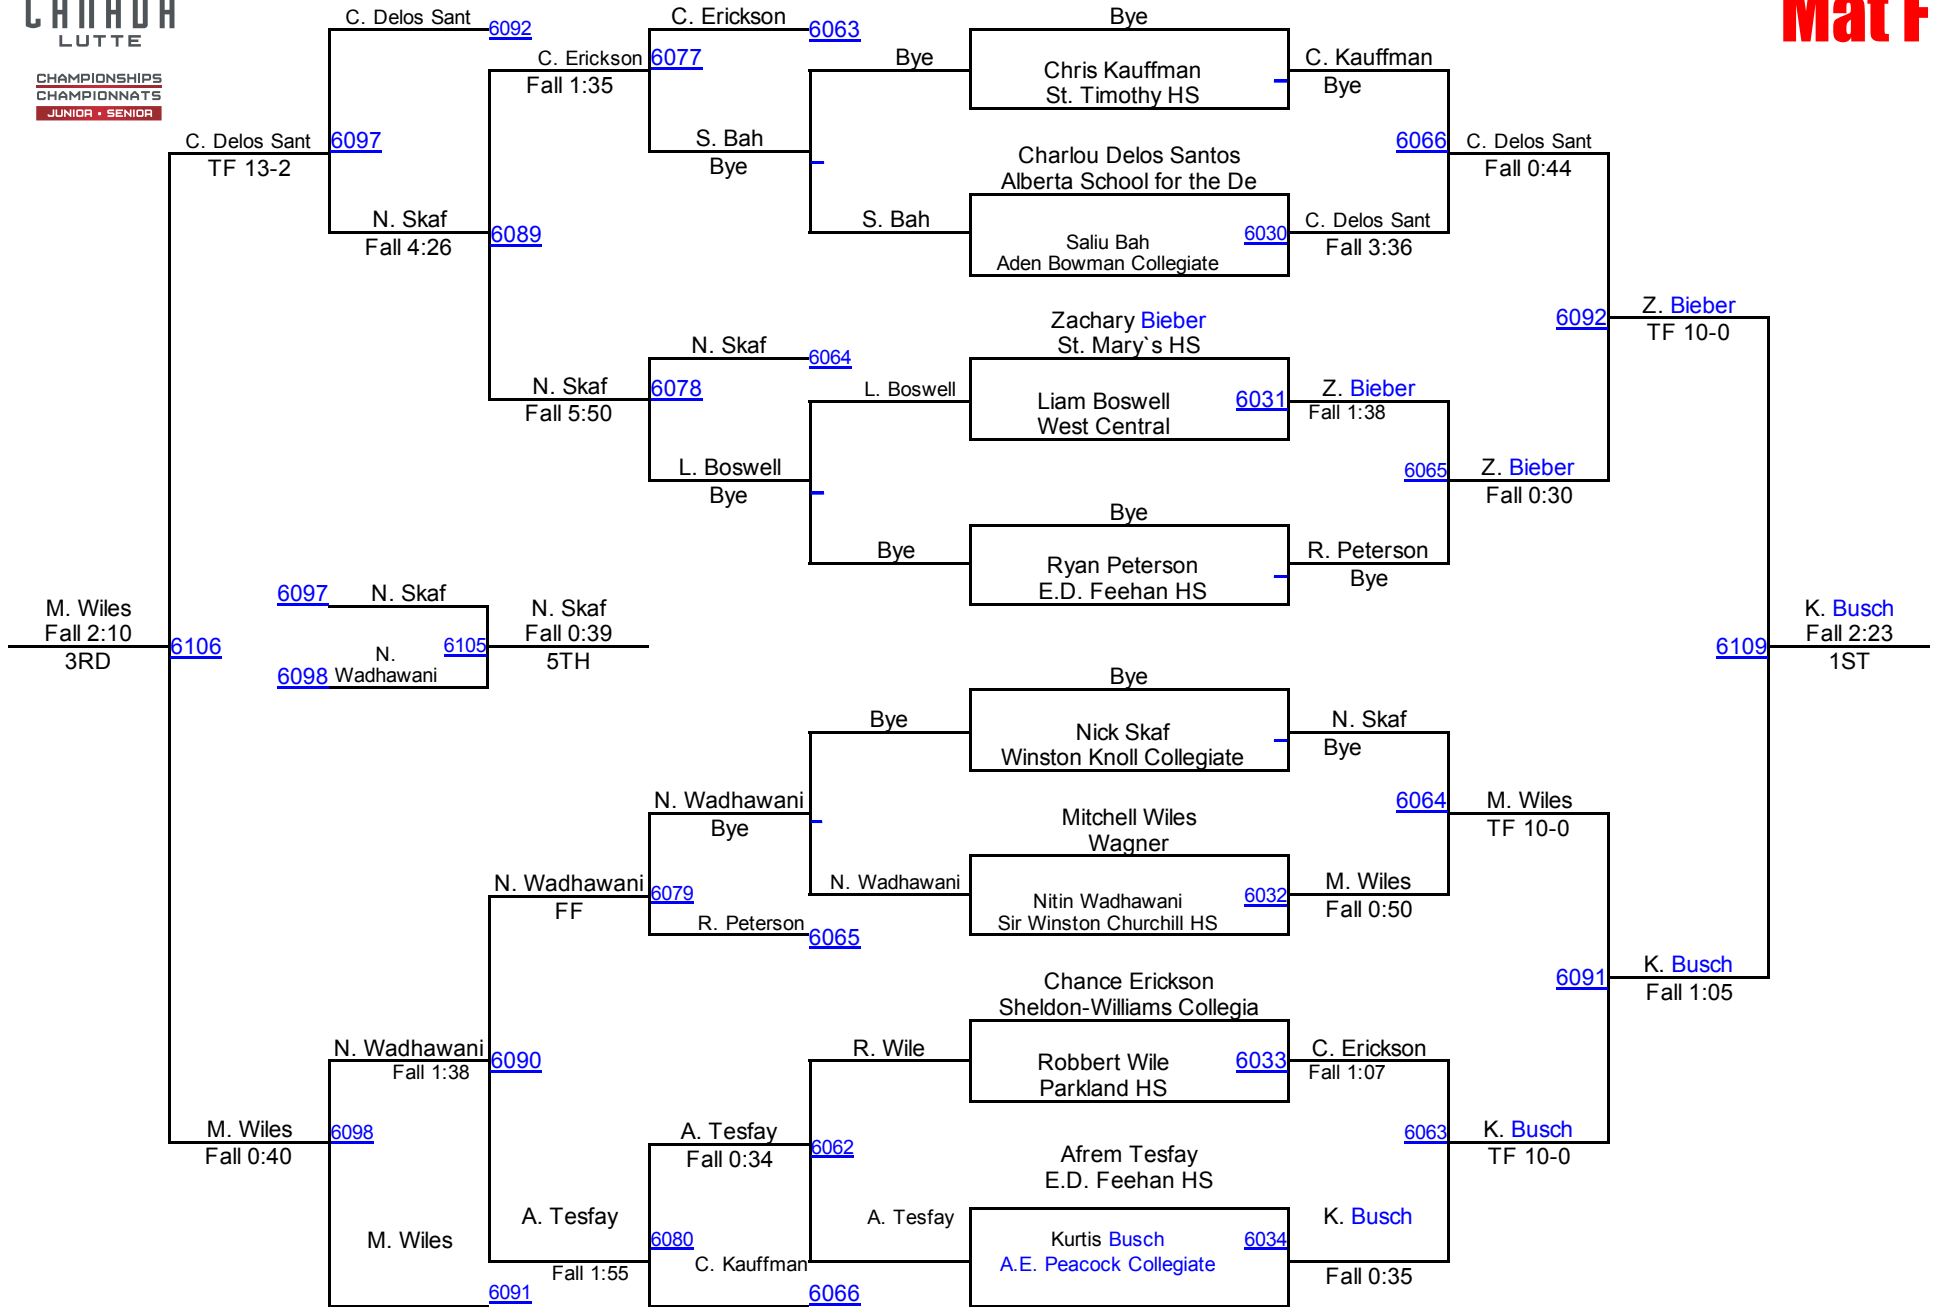 CANADA
LUTTE
CHAMPIONSHIPS
CHAMPIONNATS
JUNIOR • SENIOR
Mat F
C. Delos Sant
6092
C. Erickson
6063
Bye
C. Erickson
6077
Bye
Chris Kauffman
C. Kauffman
Fall 1:35
St. Timothy HS
Bye
C. Delos Sant
6097
S. Bah
Charlou Delos Santos
6066
C. Delos Sant
TF 13-2
Bye
Alberta School for the De
Fall 0:44
N. Skaf
6089
S. Bah
Saliu Bah
6030
C. Delos Sant
Fall 4:26
Aden Bowman Collegiate
Fall 3:36
Zachary Bieber
6092
Z. Bieber
N. Skaf
6064
St. Mary`s HS
TF 10-0
N. Skaf
6078
L. Boswell
Liam Boswell
6031
Z. Bieber
Fall 5:50
West Central
Fall 1:38
L. Boswell
6065
Z. Bieber
Bye
Fall 0:30
Bye
Bye
Ryan Peterson
R. Peterson
E.D. Feehan HS
Bye
M. Wiles
6097
N. Skaf
N. Skaf
K. Busch
Fall 2:10
Fall 0:39
Fall 2:23
3RD
6106
N.
6105
5TH
6109
1ST
6098
Wadhawani
Bye
Bye
Nick Skaf
N. Skaf
Winston Knoll Collegiate
Bye
N. Wadhawani
Mitchell Wiles
6064
M. Wiles
Bye
Wagner
TF 10-0
N. Wadhawani
6079
N. Wadhawani
Nitin Wadhawani
6032
M. Wiles
FF
Sir Winston Churchill HS
Fall 0:50
R. Peterson
6065
Chance Erickson
6091
K. Busch
Sheldon-Williams Collegia
Fall 1:05
N. Wadhawani
6090
R. Wile
Robbert Wile
6033
C. Erickson
Fall 1:38
Parkland HS
Fall 1:07
M. Wiles
6098
A. Tesfay
6062
Afrem Tesfay
6063
K. Busch
Fall 0:40
Fall 0:34
E.D. Feehan HS
TF 10-0
M. Wiles
A. Tesfay
6080
A. Tesfay
Kurtis Busch
6034
K. Busch
Fall 1:55
C. Kauffman
A.E. Peacock Collegiate
Fall 0:35
6091
6066